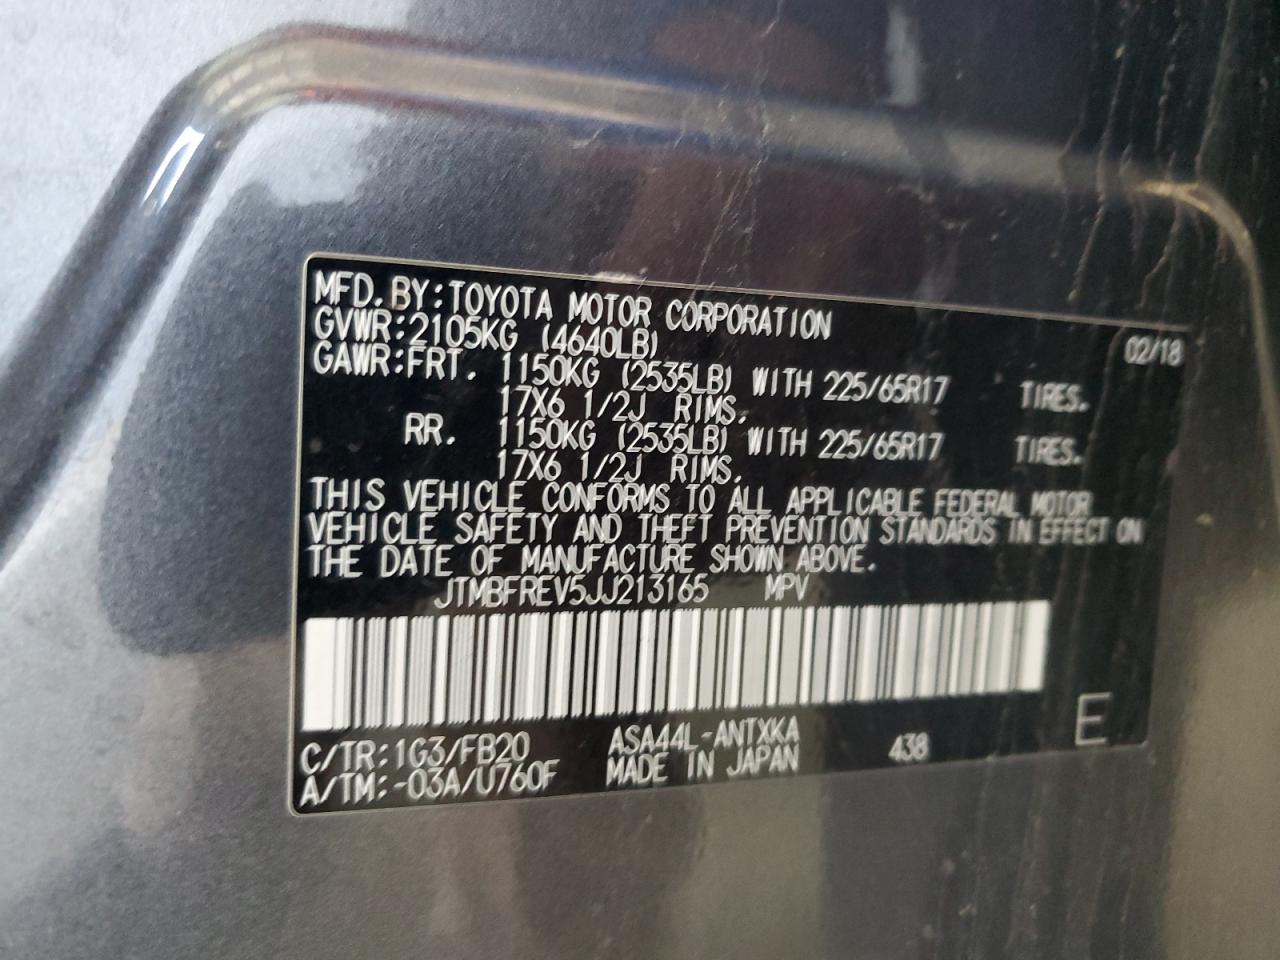 MFD. BY: TOYOTA MOTOR CORPORATION 02/18
GVWR: 2105KG (4640LB)
GAWR: FRT. 1150KG (2535LB) WITH 225/65R17 TIRES.
17X6 1/2J RIMS.
RR. 1150KG (2535LB) WITH 225/65R17 TIRES.
17X6 1/2J RIMS.
THIS VEHICLE CONFORMS TO ALL APPLICABLE FEDERAL MOTOR
VEHICLE SAFETY AND THEFT PREVENTION STANDARDS IN EFFECT ON
THE DATE OF MANUFACTURE SHOWN ABOVE.
JTMBFREV5JJ213165 MPV
C/TR: 1G3/FB20 ASA44L-ANTXKA 438 E
A/TM: -03A/U760F MADE IN JAPAN